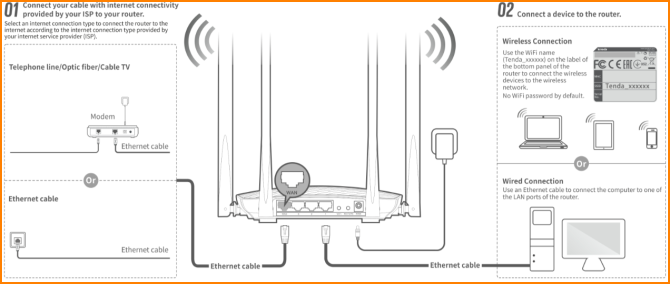 01 Connect your cable with internet connectivity
provided by your ISP to your router.
Select an internet connection type to connect the router to the
internet according to the internet connection type provided by
your internet service provider (ISP).
Telephone line/Optic fiber/Cable TV
Modem
Ethernet cable
Or
Ethernet cable
Ethernet cable
WAN
Ethernet cable
Ethernet cable
02 Connect a device to the router.
Wireless Connection
Use the WiFi name
(Tenda_xxxxxx) on the label of
the bottom panel of the
router to connect the wireless
devices to the wireless
network.
No WiFi password by default.
Tenda_xxxxxx
Or
Wired Connection
Use an Ethernet cable to connect the computer to one of
the LAN ports of the router.